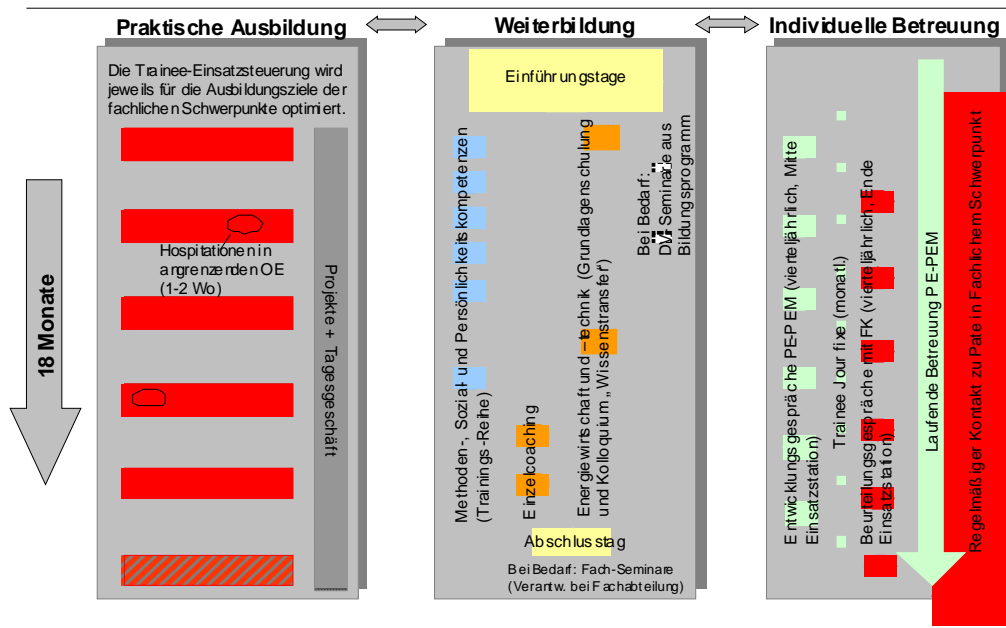 Praktische Ausbildung
Weiterbildung
Individuelle Betreuung
18 Monate
Die Trainee-Einsatzsteuerung wird
jeweils für die Ausbildungsziele der
fachlichen Schwerpunkte optimiert.
Hospitationen in
angrenzenden OE
(1-2 Wo)
Projekte + Tagesgeschäft
Einführungstage
Methoden-, Sozial- und Persönlichkeitskompetenzen
(Trainings-Reihe)
Einzelcoaching
Energiewirtschaft und –technik (Grundlagenschulung
und Kolloquium „Wissenstransfer“)
Bei Bedarf:
Seminare aus
Bildungsprogramm
Abschlusstag
Bei Bedarf: Fach-Seminare
(Verantw. bei Fachabteilung)
Entwicklungsgespräche PE-PEM (vierteljährlich, Mitte
Einsatzstation)
Trainee Jour fixe (monatl.)
Beurteilungsgespräche mit FK (vierteljährlich, Ende
Einsatzstation)
Laufende Betreuung PE-PEM
Regelmäßiger Kontakt zu Pate in Fachlichem Schwerpunkt